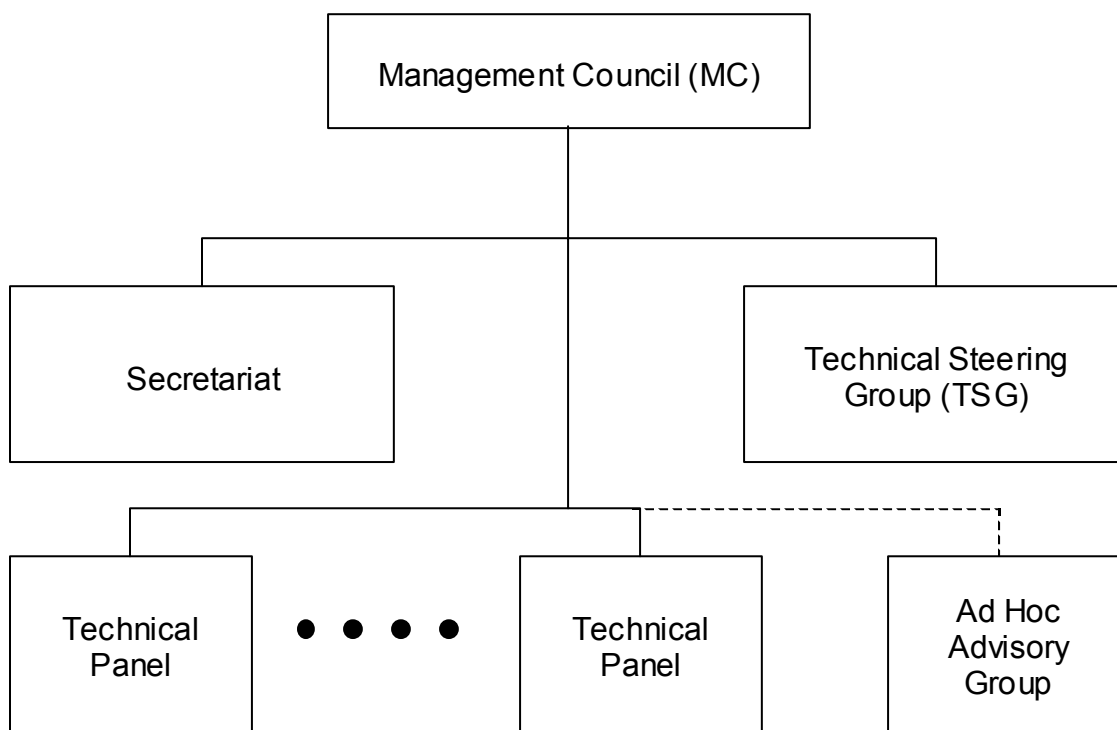 Management Council (MC)
Secretariat
Technical Steering
Group (TSG)
Technical
Panel
Technical
Panel
Ad Hoc
Advisory
Group